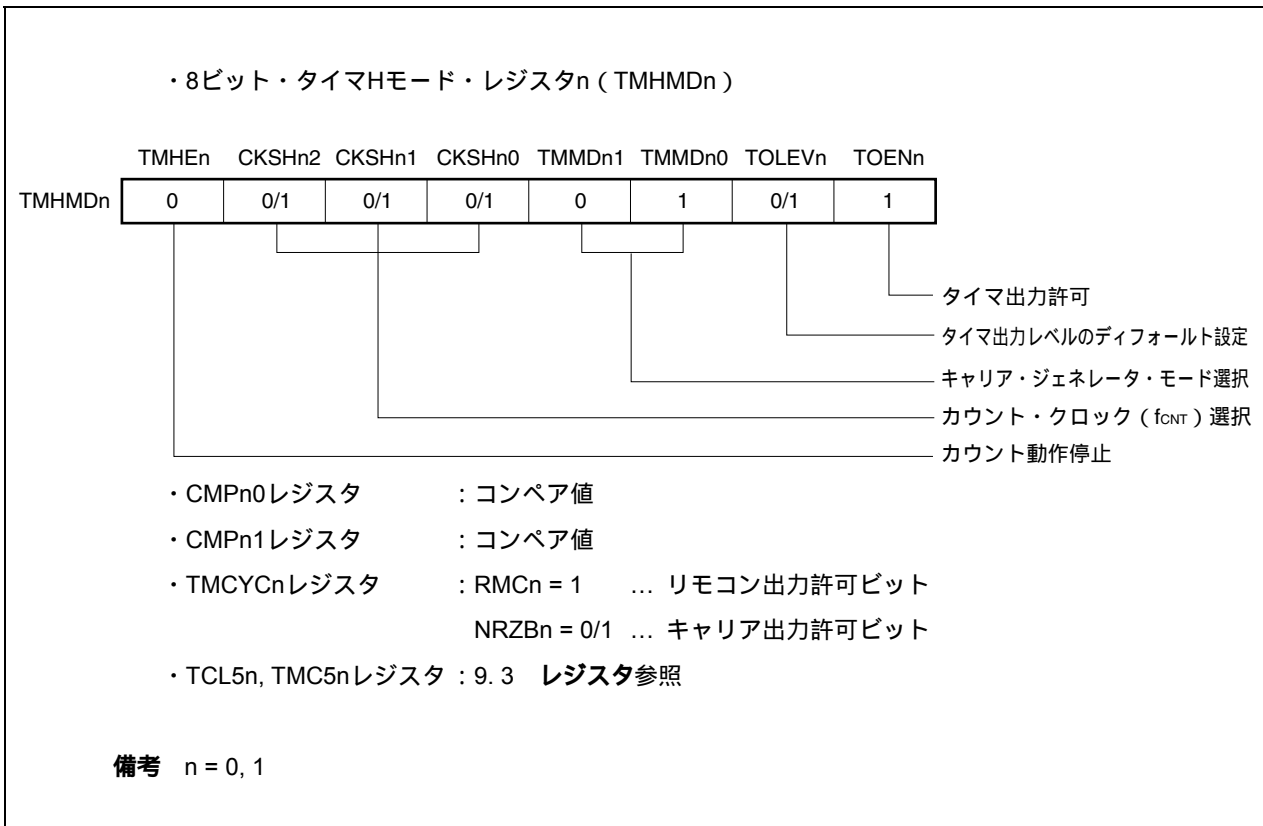 ・8ビット・タイマHモード・レジスタn（TMHMDn）
TMHEn CKSHn2 CKSHn1 CKSHn0 TMMDn1 TMMDn0 TOLEVn TOENn
TMHMDn 0 0/1 0/1 0/1 0 1 0/1 1
タイマ出力許可
タイマ出力レベルのディフォールト設定
キャリア・ジェネレータ・モード選択
カウント・クロック（fCNT）選択
カウント動作停止
・CMPn0レジスタ ：コンペア値
・CMPn1レジスタ ：コンペア値
・TMCYCnレジスタ ：RMCn = 1 … リモコン出力許可ビット
NRZBn = 0/1 … キャリア出力許可ビット
・TCL5n, TMC5nレジスタ：9. 3 レジスタ参照
備考 n = 0, 1